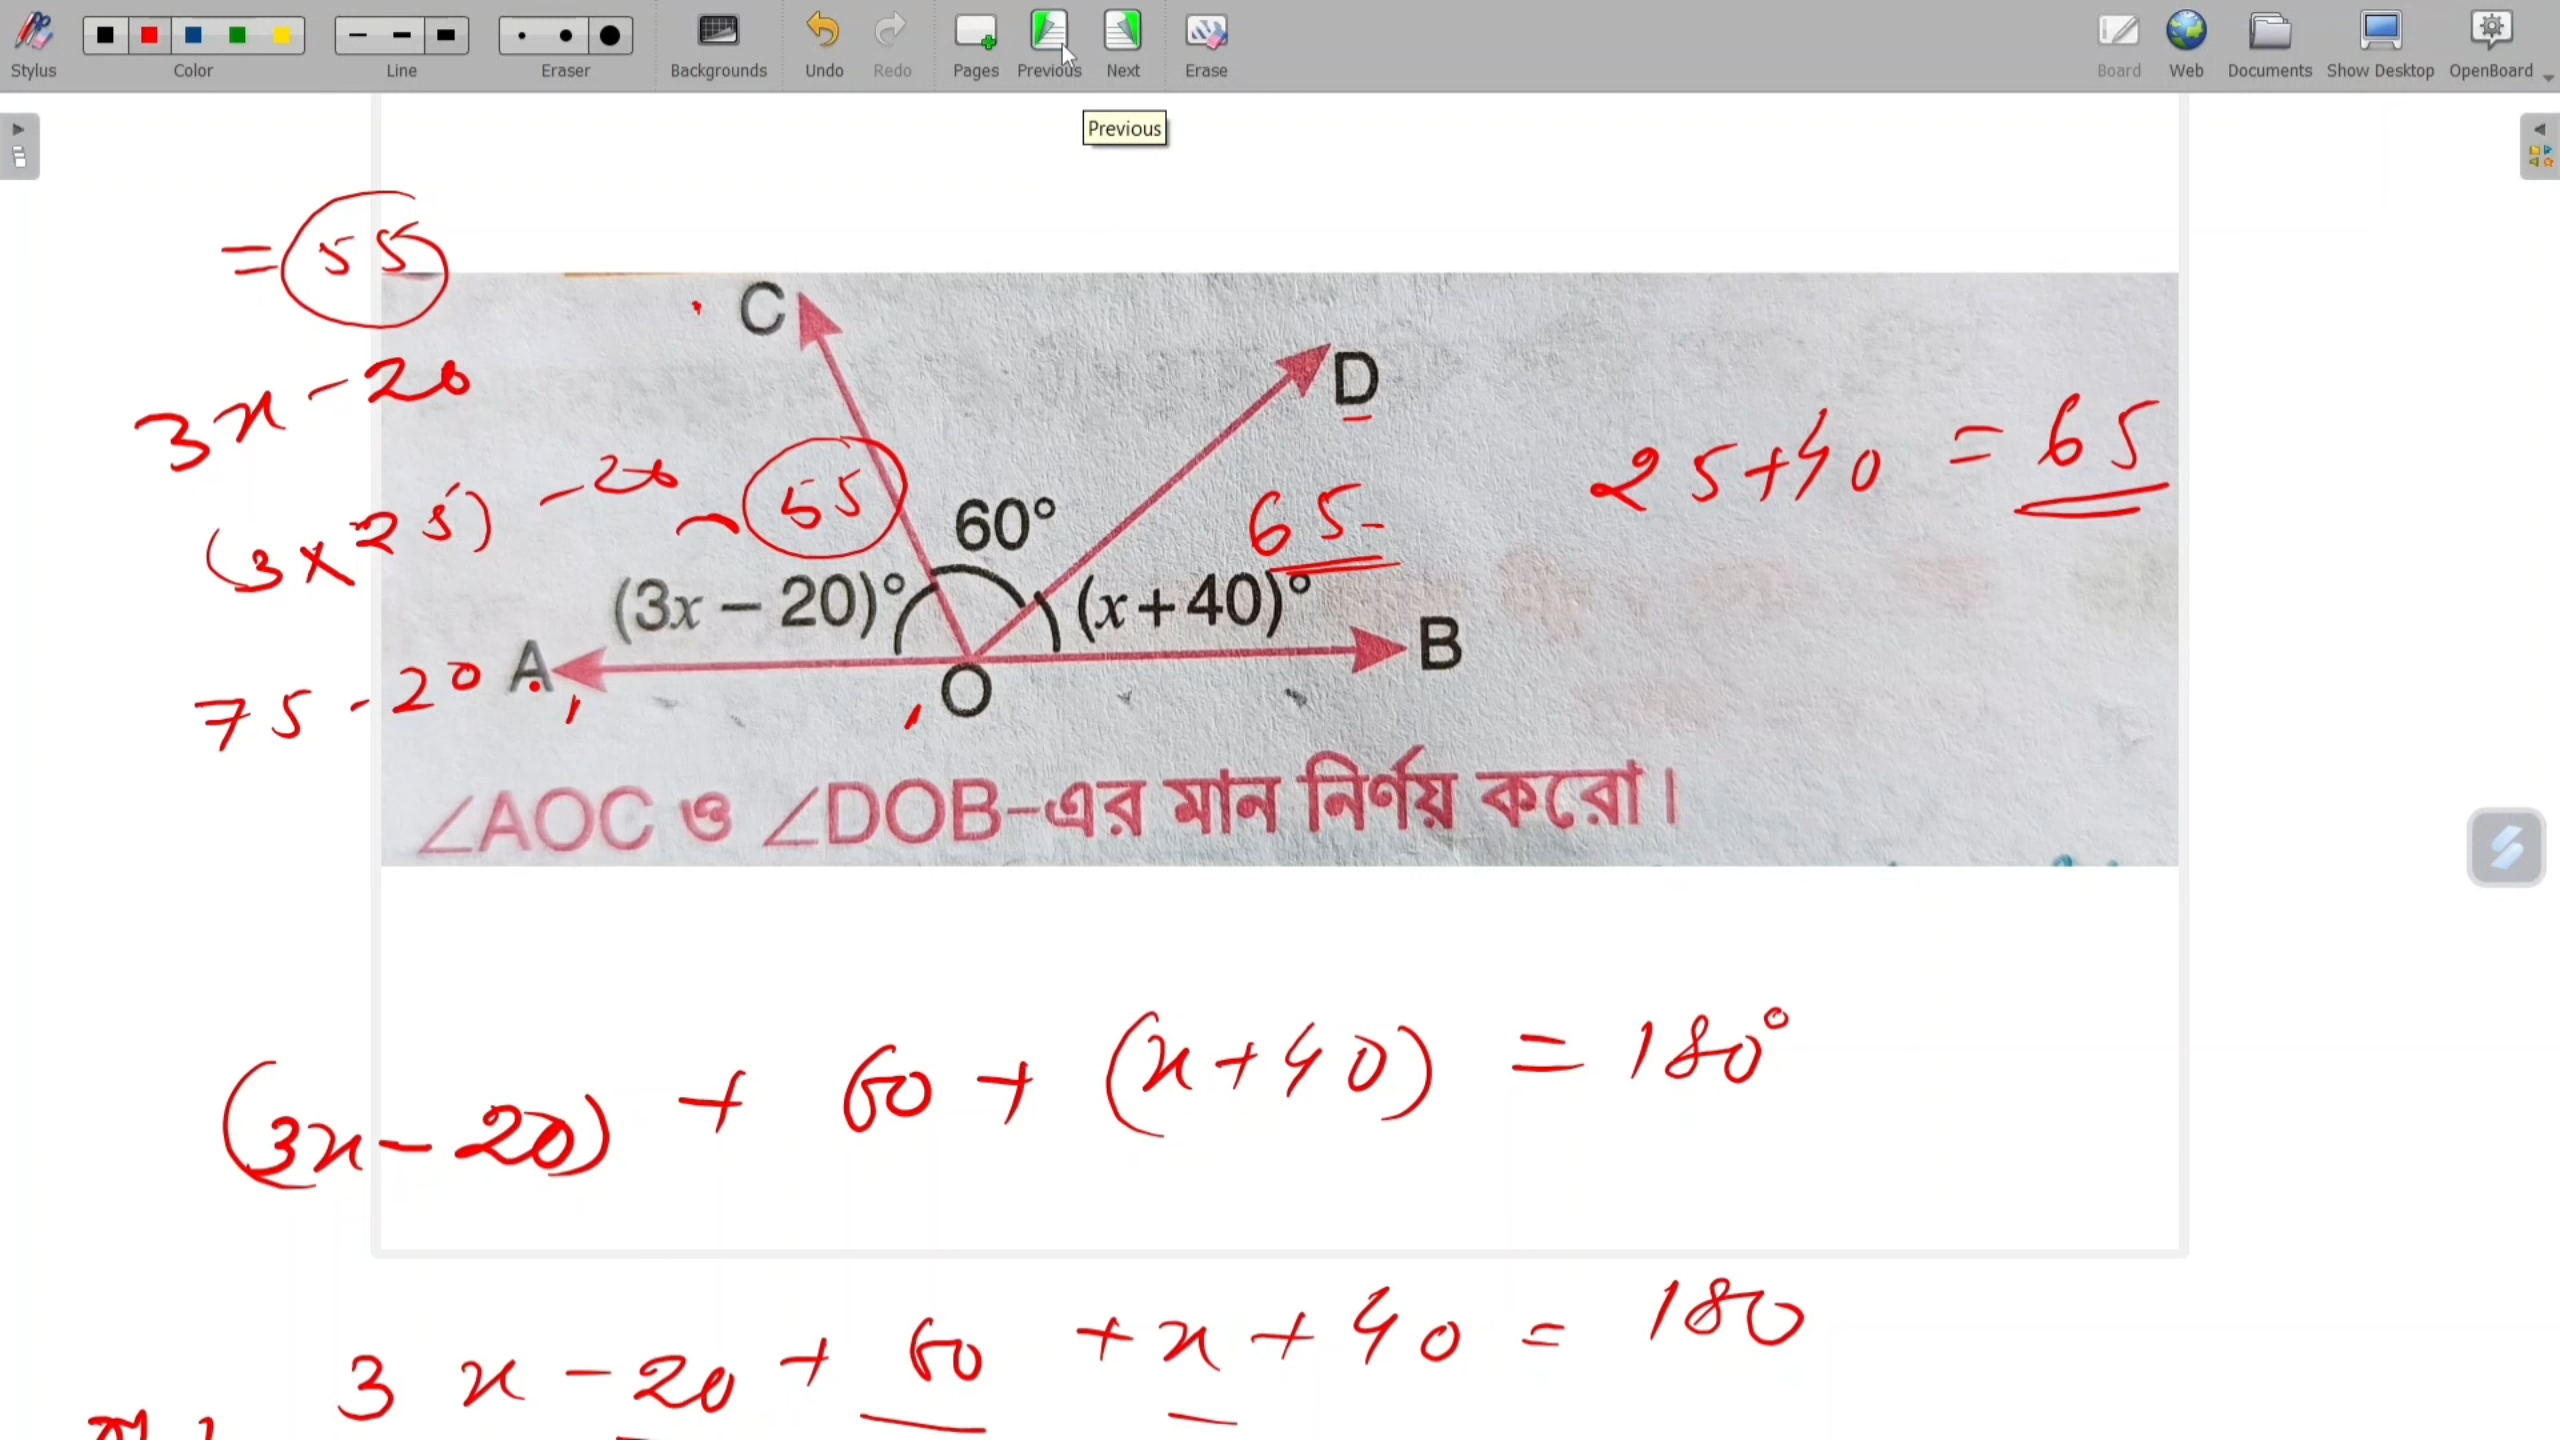 Stylus Color Line Eraser Backgrounds Undo Redo Pages Previous Next Erase Board Web Documents Show Desktop OpenBoard
Previous
= 55
3x - 20
(3x25) - 20
75 - 20
C
D
55
60°
65
25+40 = 65
(3x – 20)°
(x+40)°
A
O
B
∠AOC ও ∠DOB–এর মান নির্ণয় করো।
(3x - 20) + 60 + (x+40) = 180°
3x - 20 + 60 + x + 40 = 180